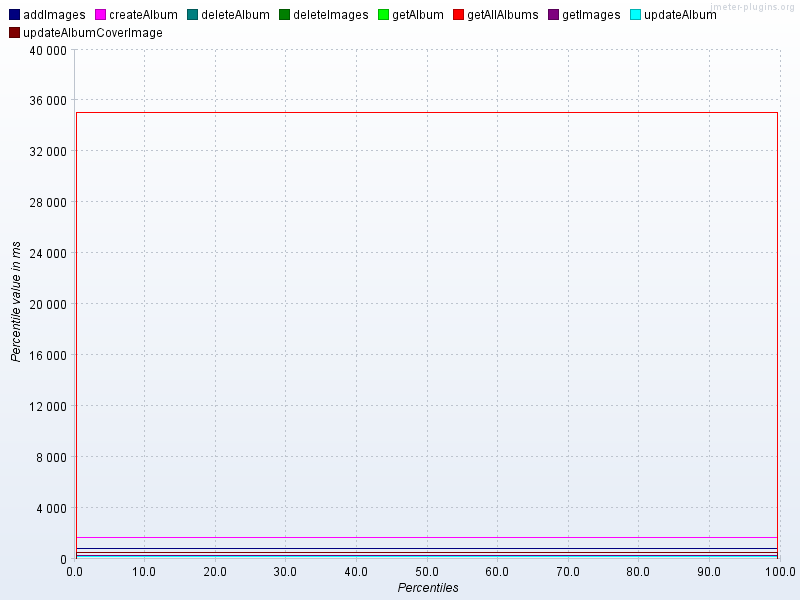 addImages createAlbum deleteAlbum deleteImages getAlbum getAllAlbums getImages updateAlbum jmeter-plugins.org
updateAlbumCoverImage
40 000
36 000
32 000
28 000
24 000
20 000
16 000
12 000
8 000
4 000
0
Percentile value in ms
0.0 10.0 20.0 30.0 40.0 50.0 60.0 70.0 80.0 90.0 100.0
Percentiles